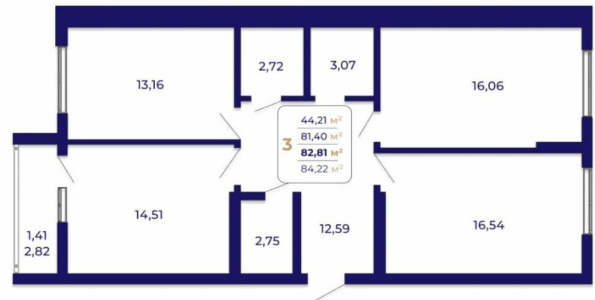 13,16
2,72
3,07
16,06
3
44,21 м²
81,40 м²
82,81 м²
84,22 м²
14,51
1,41
2,82
2,75
12,59
16,54